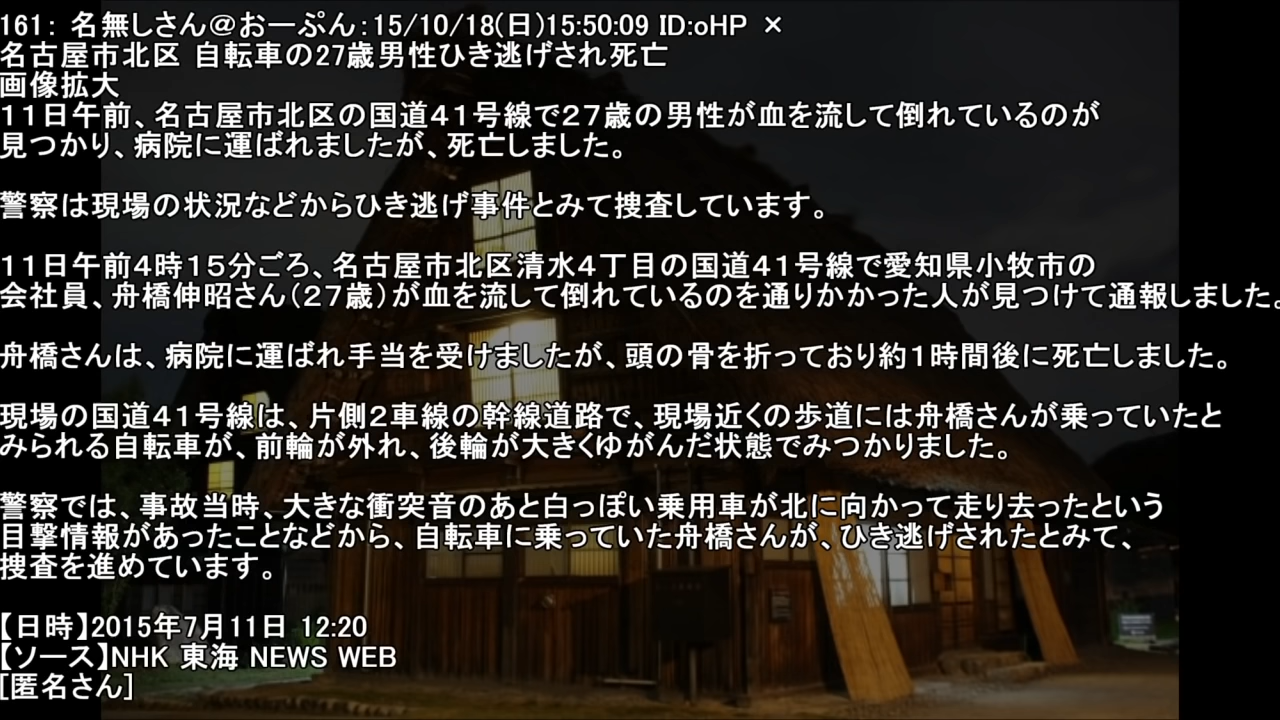 161: 名無しさん@おーぷん:15/10/18(日)15:50:09 ID:oHP ×
名古屋市北区 自転車の27歳男性ひき逃げされ死亡
画像拡大
11日午前、名古屋市北区の国道41号線で27歳の男性が血を流して倒れているのが
見つかり、病院に運ばれましたが、死亡しました。
警察は現場の状況などからひき逃げ事件とみて捜査しています。
11日午前4時15分ごろ、名古屋市北区清水4丁目の国道41号線で愛知県小牧市の
会社員、舟橋伸昭さん(27歳)が血を流して倒れているのを通りかかった人が見つけて通報しました。
舟橋さんは、病院に運ばれ手当を受けましたが、頭の骨を折っており約1時間後に死亡しました。
現場の国道41号線は、片側2車線の幹線道路で、現場近くの歩道には舟橋さんが乗っていたと
みられる自転車が、前輪が外れ、後輪が大きくゆがんだ状態でみつかりました。
警察では、事故当時、大きな衝突音のあと白っぽい乗用車が北に向かって走り去ったという
目撃情報があったことなどから、自転車に乗っていた舟橋さんが、ひき逃げされたとみて、
捜査を進めています。
【日時】2015年7月11日 12:20
【ソース】NHK 東海 NEWS WEB
[匿名さん]